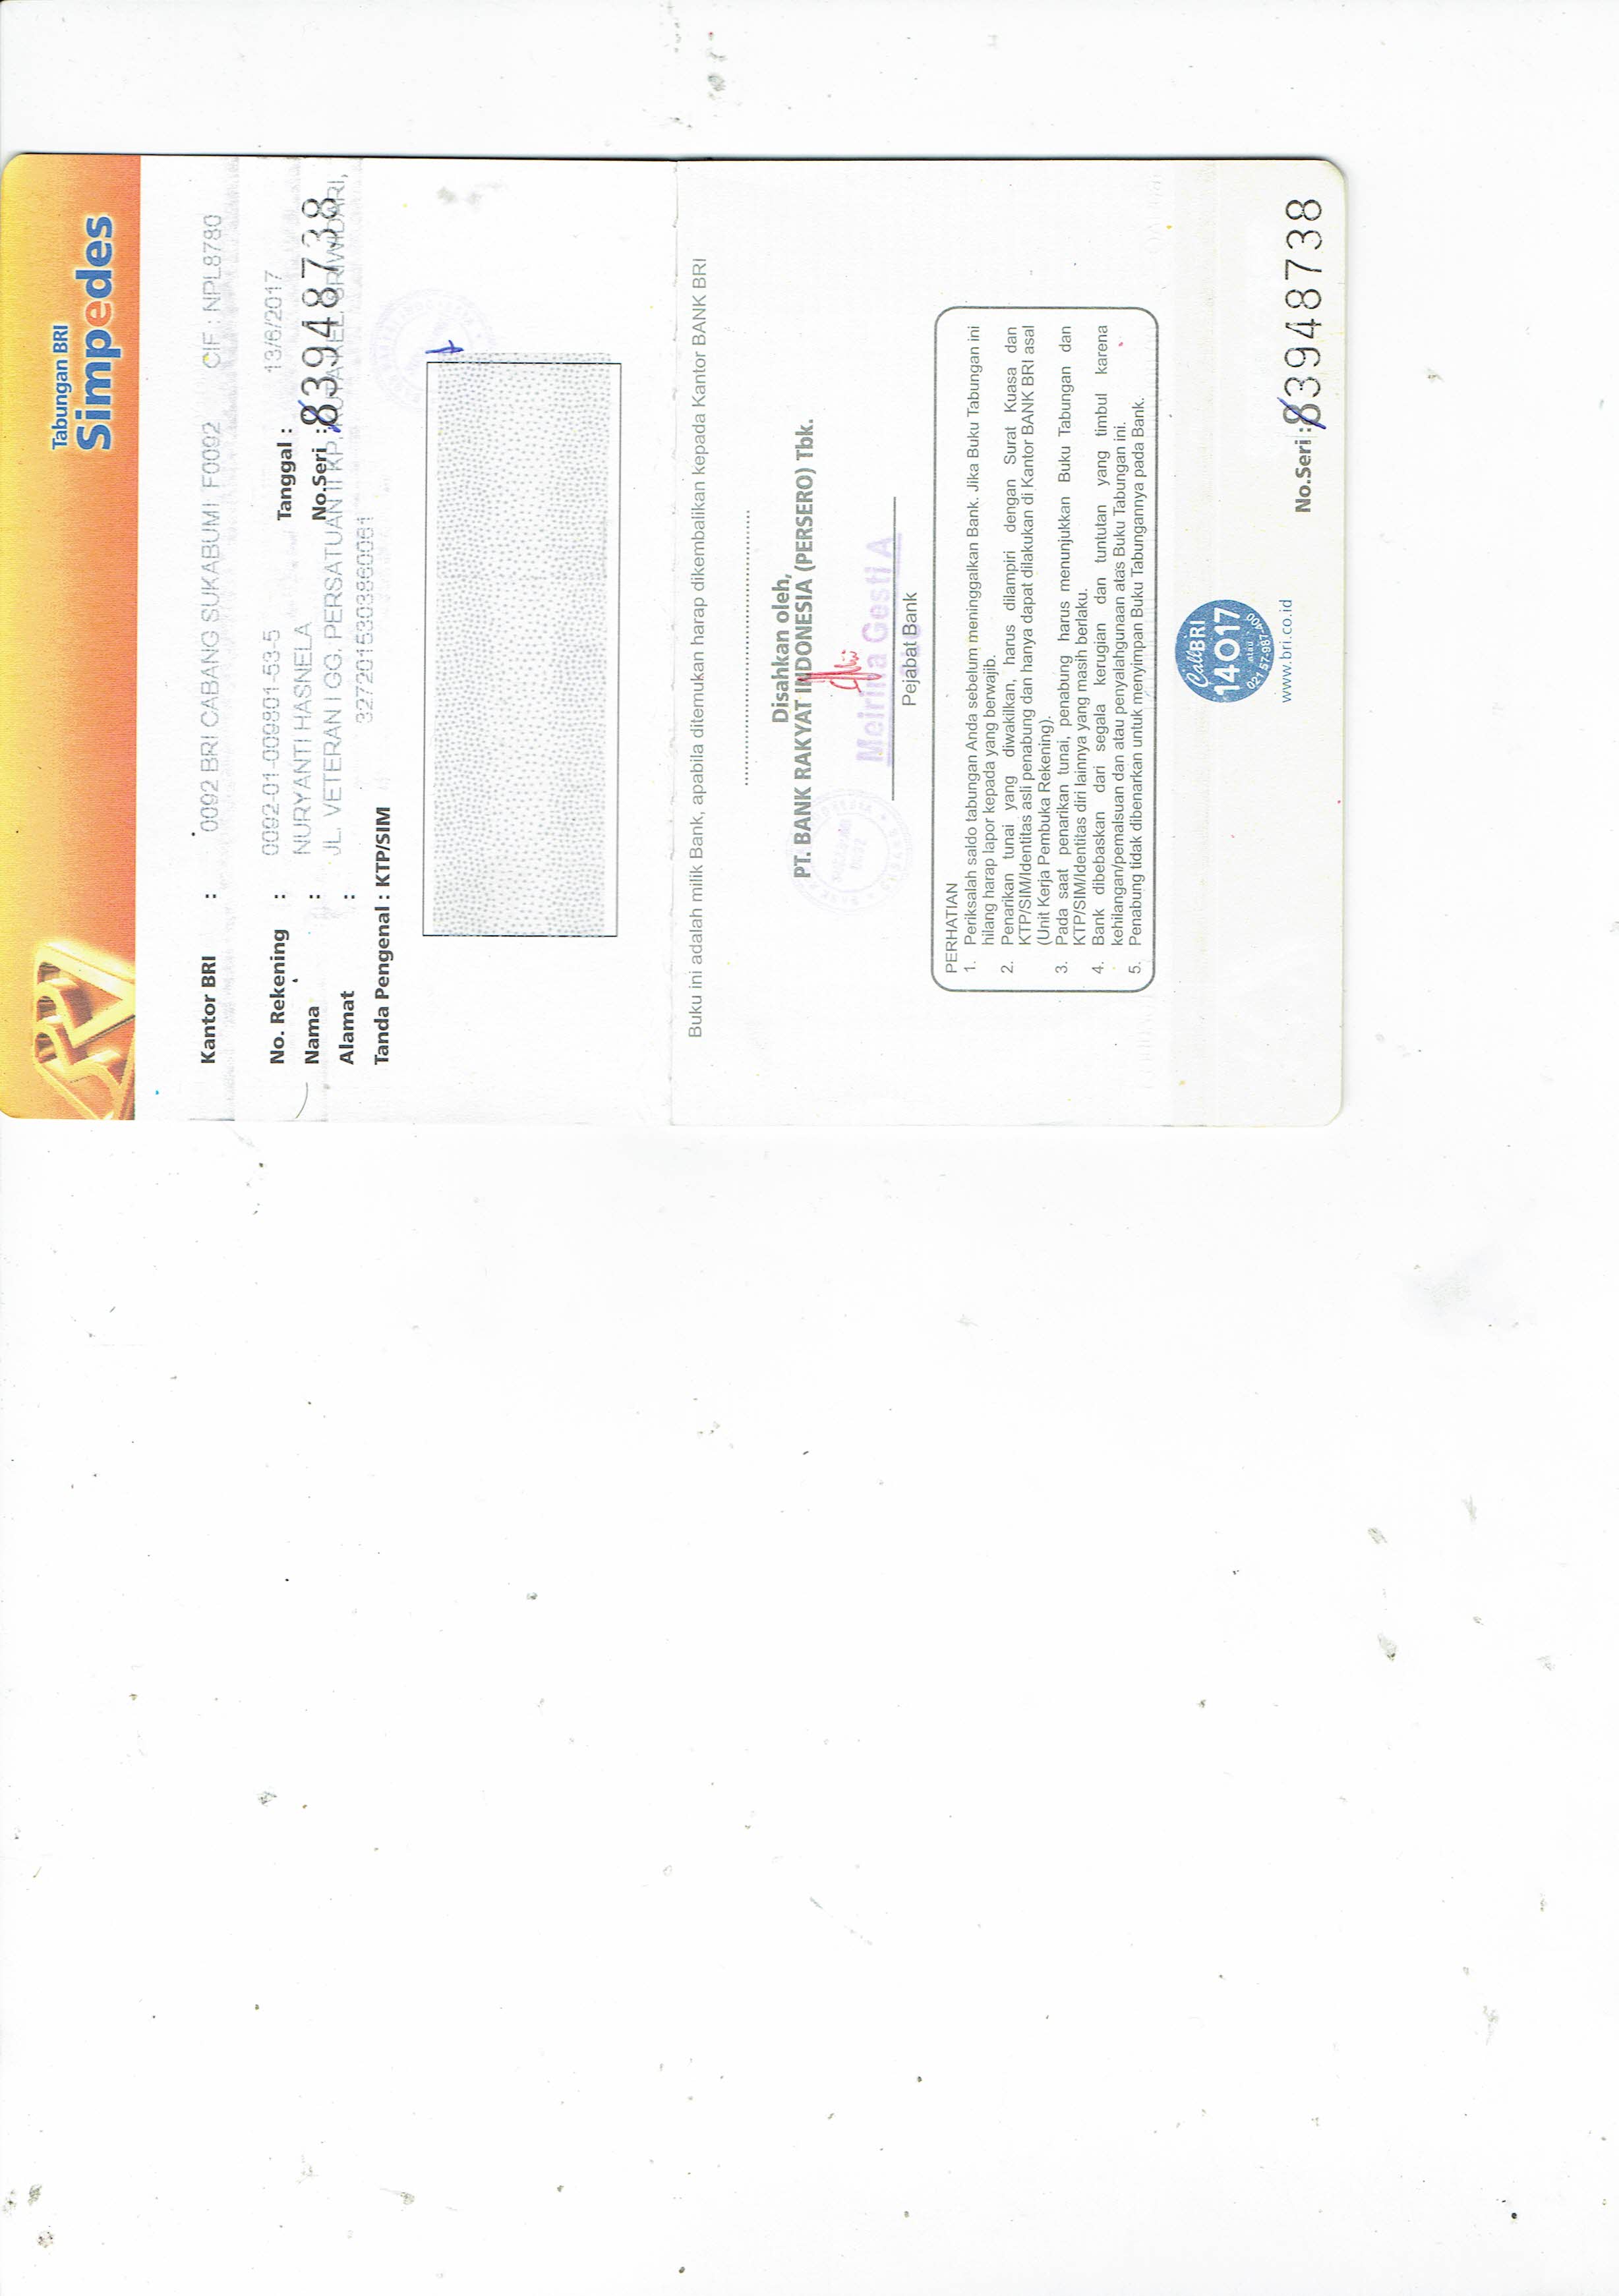 Tabungan BRI
Simpedes
Kantor BRI : 0092 BRI CABANG SUKABUMI F0092 CIF : NPL8780
No. Rekening : 0092-01-009801-53-5 Tanggal : 13/6/2017
Nama : NURYANTI HASNELA No.Seri : 83948738
Alamat : JL. VETERAN I GG. PERSATUAN II KP.
Tanda Pengenal : KTP/SIM 3272015303860061
Buku ini adalah milik Bank, apabila ditemukan harap dikembalikan kepada Kantor BANK BRI
Disahkan oleh,
PT. BANK RAKYAT INDONESIA (PERSERO) Tbk.
Meirina Gesti A
Pejabat Bank
PERHATIAN
1. Periksalah saldo tabungan Anda sebelum meninggalkan Bank. Jika Buku Tabungan ini
hilang harap lapor kepada yang berwajib.
2. Penarikan tunai yang diwakilkan, harus dilampiri dengan Surat Kuasa dan
KTP/SIM/Identitas asli penabung dan hanya dapat dilakukan di Kantor BANK BRI asal
(Unit Kerja Pembuka Rekening).
3. Pada saat penarikan tunai, penabung harus menunjukkan Buku Tabungan dan
KTP/SIM/Identitas diri lainnya yang masih berlaku.
4. Bank dibebaskan dari segala kerugian dan tuntutan yang timbul karena
kehilangan/pemalsuan dan atau penyalahgunaan atas Buku Tabungan ini.
5. Penabung tidak dibenarkan untuk menyimpan Buku Tabungannya pada Bank.
Call BRI
14017
atau
021 57-987-400
www.bri.co.id
No.Seri : 83948738